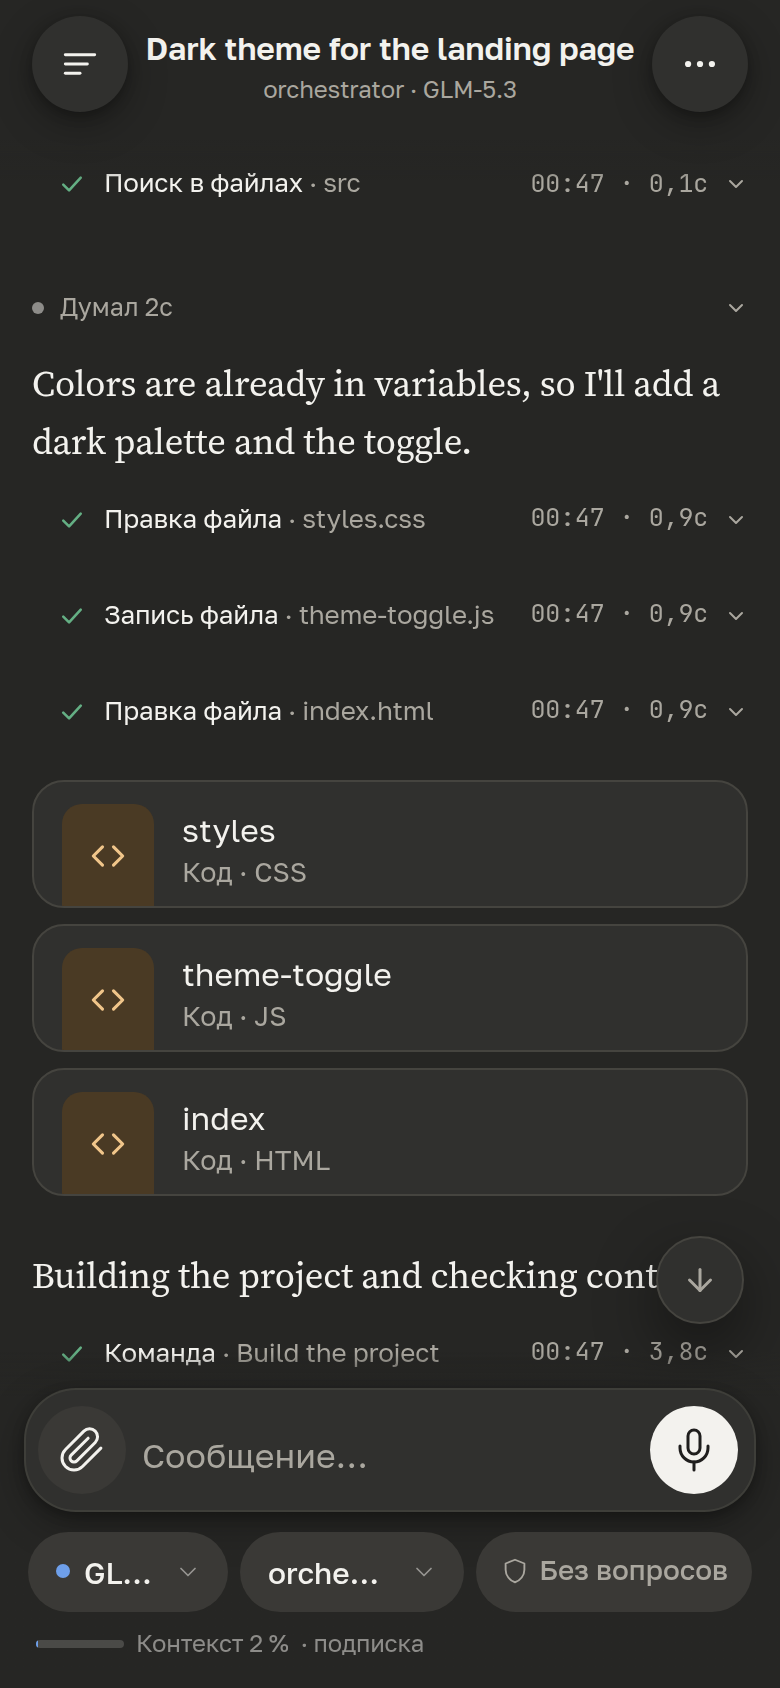 Dark theme for the landing page
orchestrator · GLM-5.3
Поиск в файлах · src 00:47 · 0,1с
Думал 2с
Colors are already in variables, so I'll add a
dark palette and the toggle.
Правка файла · styles.css 00:47 · 0,9с
Запись файла · theme-toggle.js 00:47 · 0,9с
Правка файла · index.html 00:47 · 0,9с
styles
Код · CSS
theme-toggle
Код · JS
index
Код · HTML
Building the project and checking cont
Команда · Build the project 00:47 · 3,8с
Сообщение...
GL...
orche...
Без вопросов
Контекст 2 % · подписка